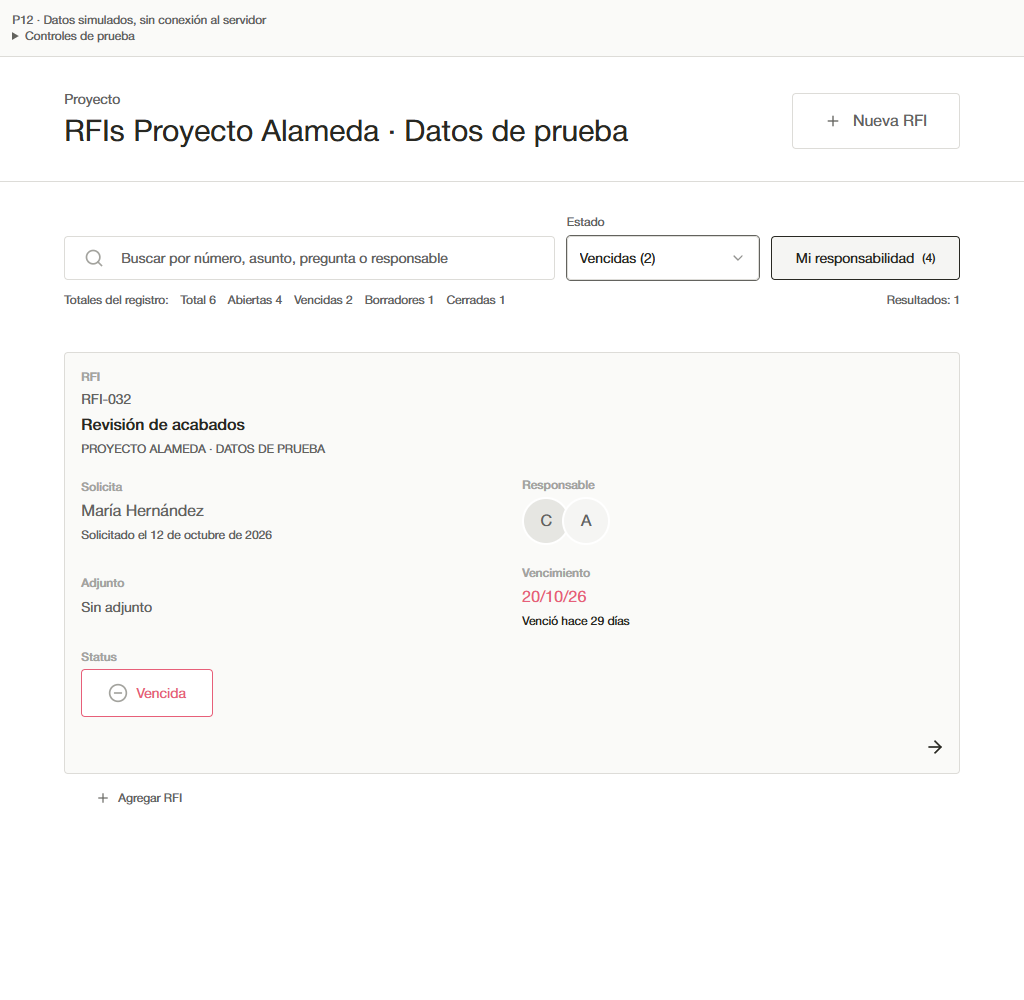 P12 · Datos simulados, sin conexión al servidor
Controles de prueba
Proyecto
RFIs Proyecto Alameda · Datos de prueba
+ Nueva RFI
Estado
Buscar por número, asunto, pregunta o responsable
Vencidas (2)
Mi responsabilidad (4)
Totales del registro: Total 6 Abiertas 4 Vencidas 2 Borradores 1 Cerradas 1
Resultados: 1
RFI
RFI-032
Revisión de acabados
PROYECTO ALAMEDA · DATOS DE PRUEBA
Solicita
María Hernández
Solicitado el 12 de octubre de 2026
Responsable
C A
Adjunto
Sin adjunto
Vencimiento
20/10/26
Venció hace 29 días
Status
Vencida
+ Agregar RFI